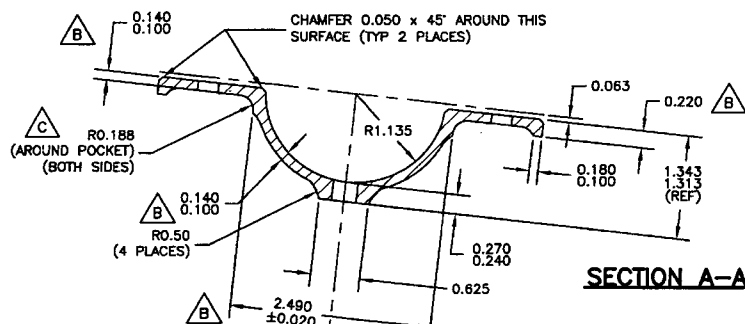 B
0.140
0.100
CHAMFER 0.050 x 45° AROUND THIS
SURFACE (TYP 2 PLACES)
0.063
0.220
B
C
R0.188
(AROUND POCKET)
(BOTH SIDES)
R1.135
0.180
0.100
1.343
1.313
(REF)
B
0.140
0.100
R0.50
(4 PLACES)
0.270
0.240
0.625
SECTION A-A
B
2.490
±0.020